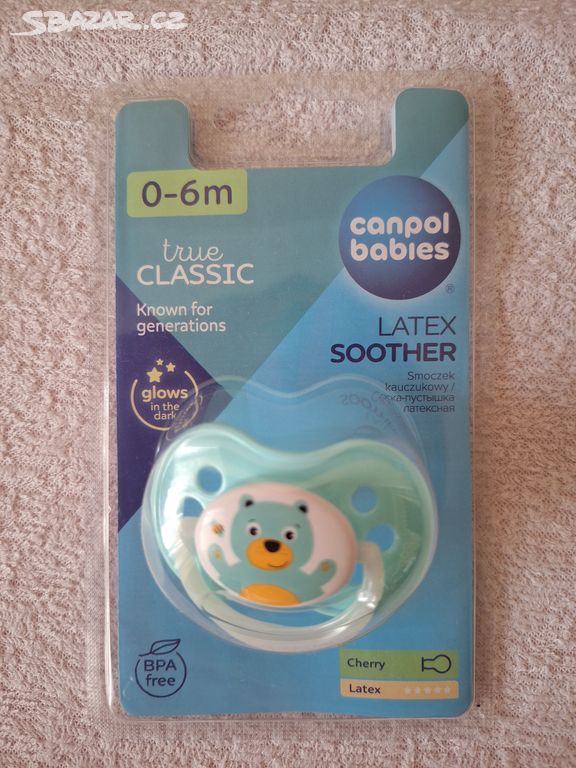 SBAZAR.CZ
0-6m
canpol
babies
®
true
CLASSIC
Known for
generations
LATEX
SOOTHER
Smoczek
kauczukowy /
латексная
glows
in the
dark
BPA
free
Cherry
Latex